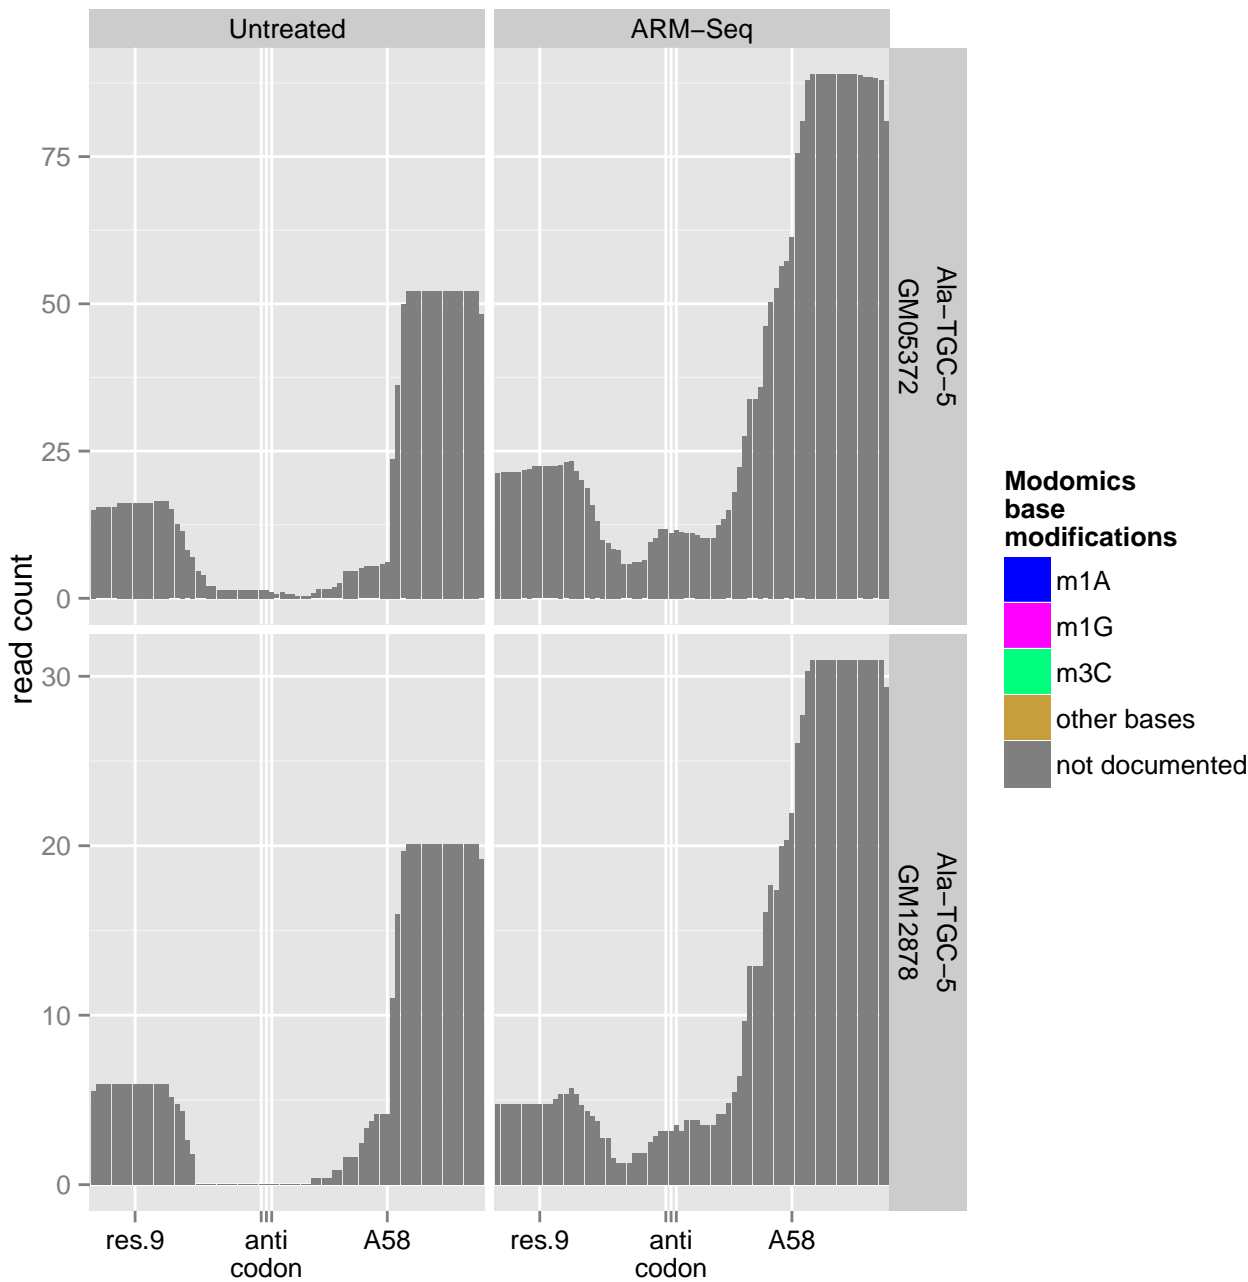 Untreated
ARM−Seq
read count
75
50
25
0
Ala−TGC−5
GM05372
30
20
10
0
Ala−TGC−5
GM12878
res.9
anti
codon
A58
res.9
anti
codon
A58
Modomics
base
modifications
m1A
m1G
m3C
other bases
not documented